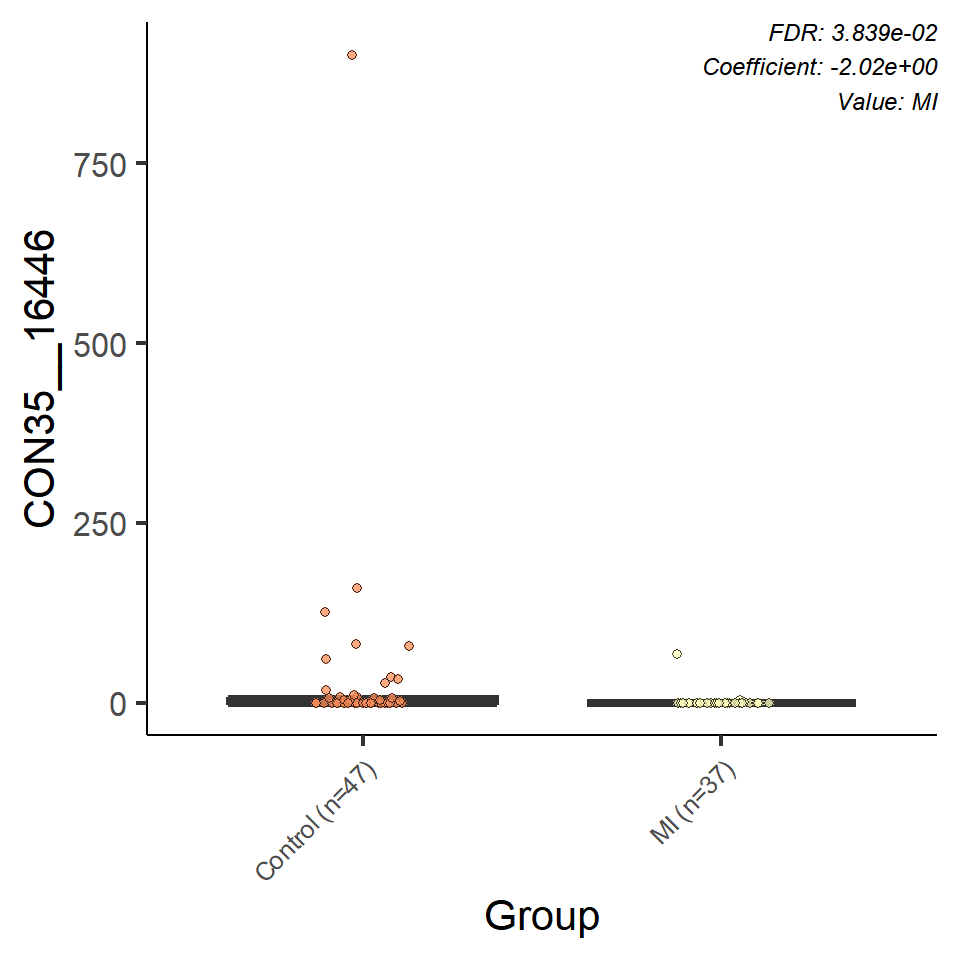 FDR: 3.839e-02
Coefficient: -2.02e+00
Value: MI
CON35__16446
750
500
250
0
Control (n=47)
MI (n=37)
Group